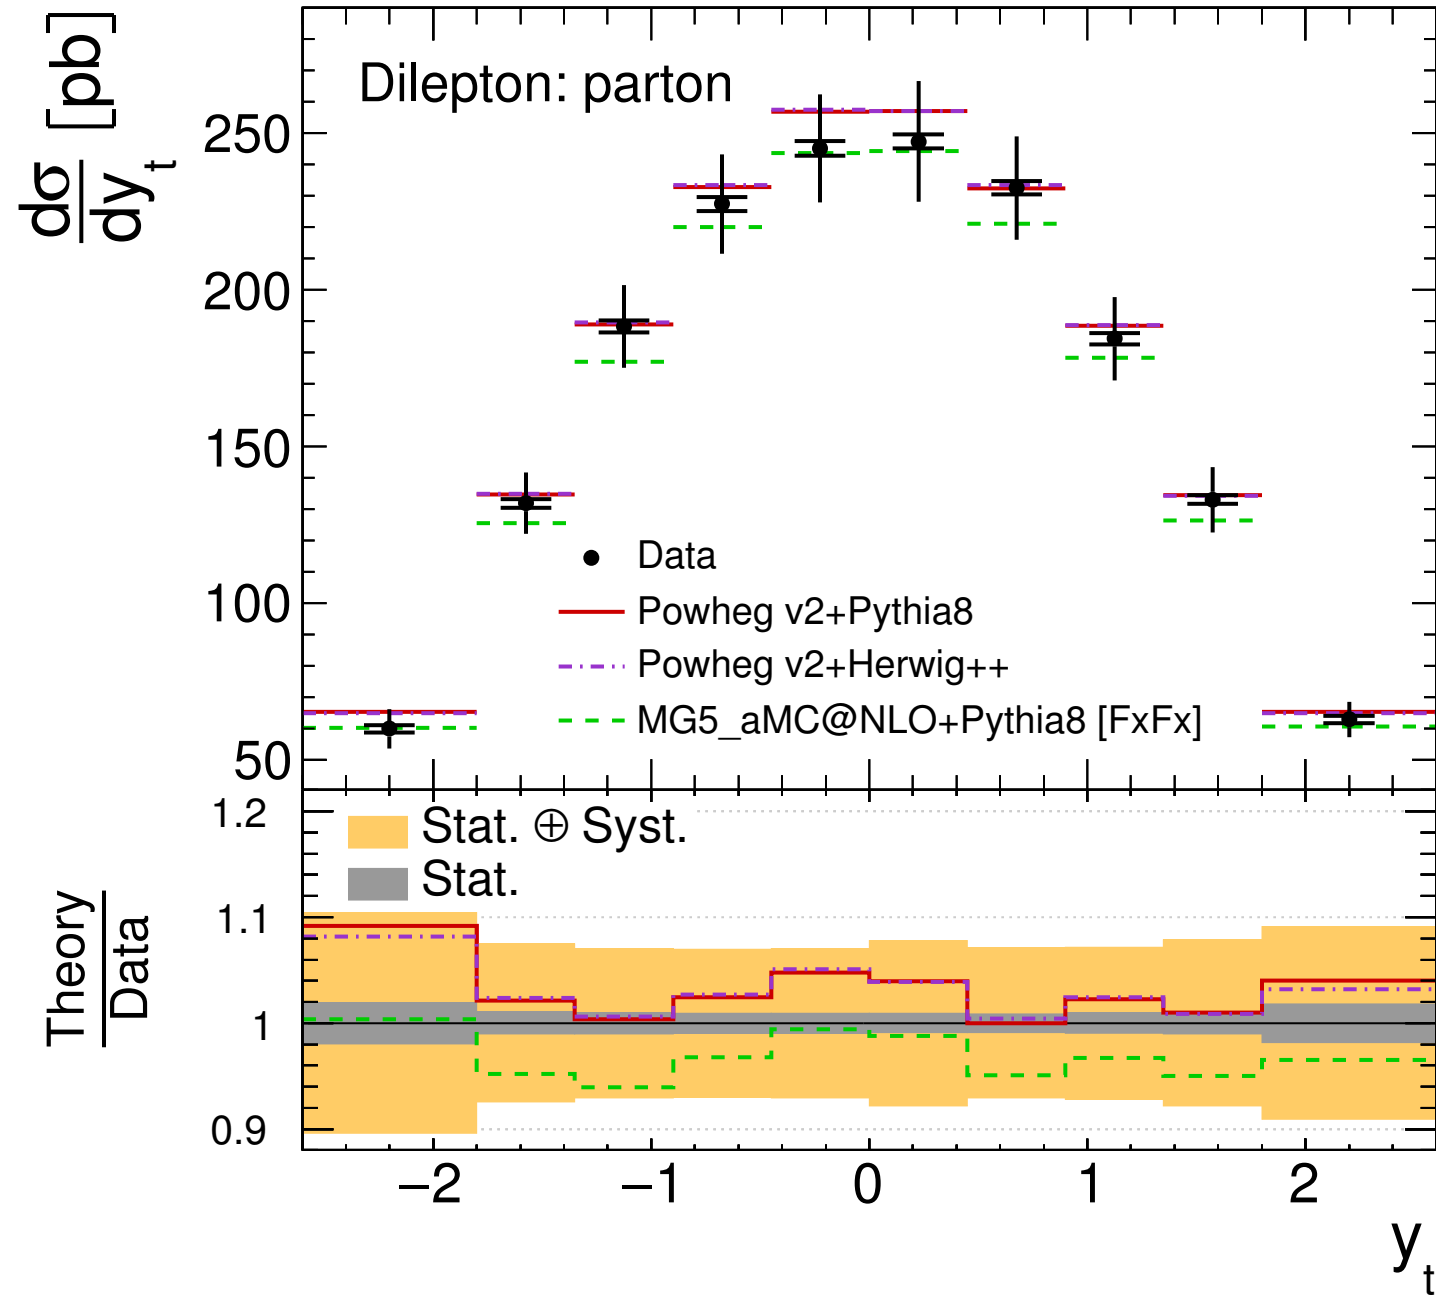 dσ
dy_t [pb]
Dilepton: parton
250
200
150
100
50
Data
Powheg v2+Pythia8
Powheg v2+Herwig++
MG5_aMC@NLO+Pythia8 [FxFx]
Theory
Data
1.2
1.1
1
0.9
Stat. ⊕ Syst.
Stat.
−2 −1 0 1 2
y_t